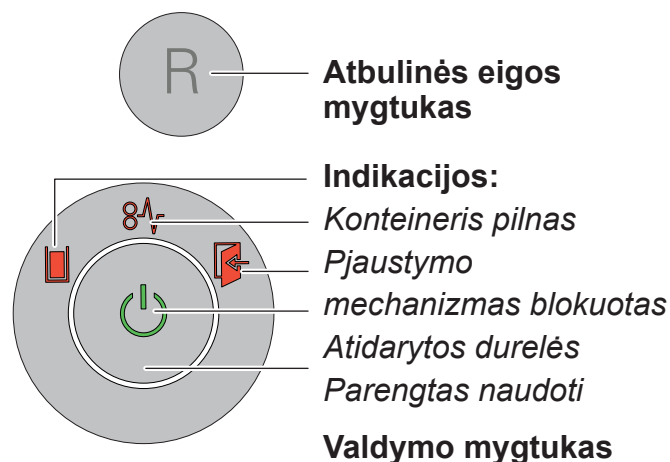 R
Atbulinės eigos
mygtukas
Indikacijos:
Konteineris pilnas
Pjaustymo
mechanizmas blokuotas
Atidarytos durelės
Parengtas naudoti
Valdymo mygtukas